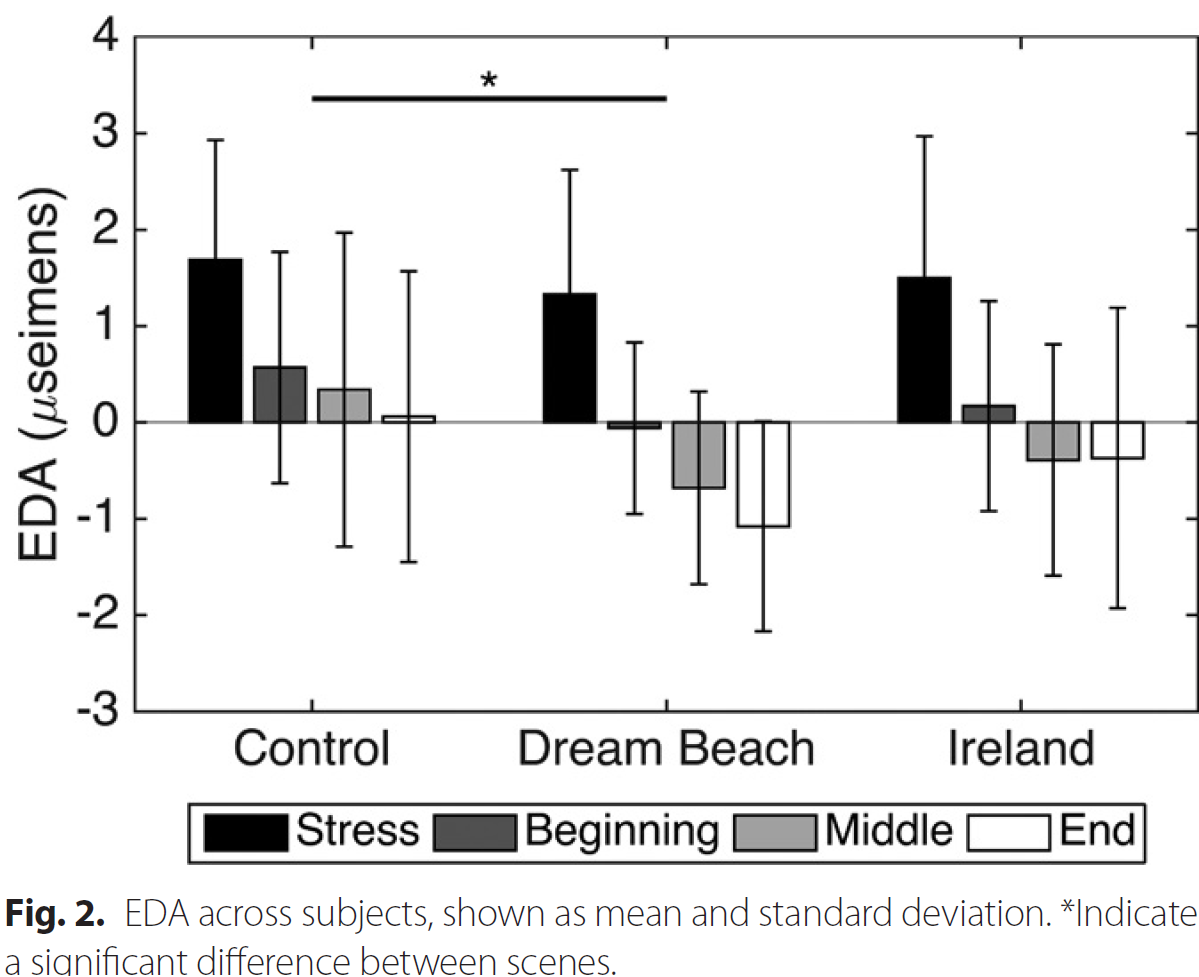 4
3
2
1
0
-1
-2
-3
EDA (μseimens)
*
Control Dream Beach Ireland
Stress Beginning Middle End
Fig. 2. EDA across subjects, shown as mean and standard deviation. *Indicate
a significant difference between scenes.